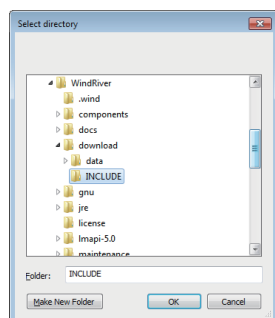 Select directory
WindRiver
.wind
components
docs
download
data
INCLUDE
gnu
jre
license
lmapi-5.0
maintenance
Folder: INCLUDE
Make New Folder OK Cancel